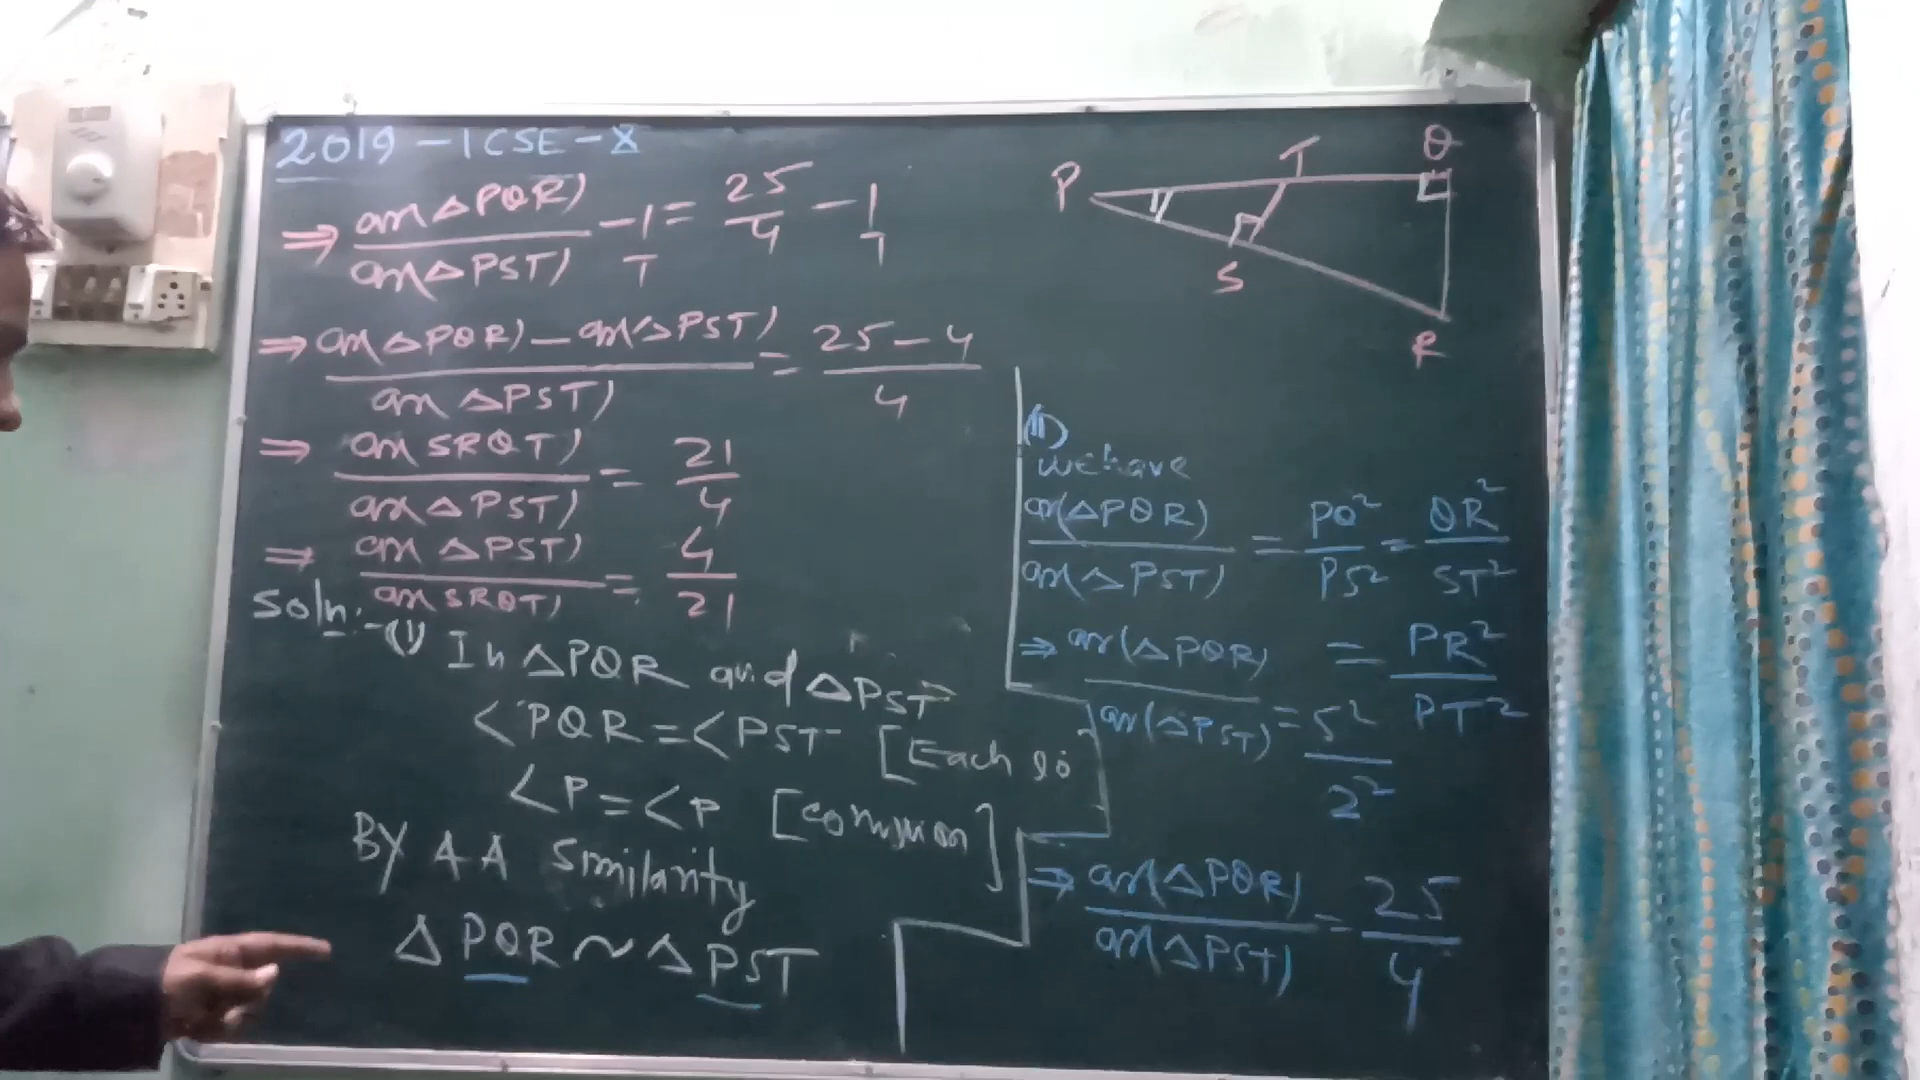 2019 - ICSE - X
⇒ ar(△PQR)/ar(△PST) - 1/1 = 25/4 - 1/1
⇒ ar(△PQR) - ar(△PST)/ar(△PST) = 25 - 4/4
⇒ ar SRQT)/ar(△PST) = 21/4
⇒ ar(△PST)/ar SRQT) = 4/21
Soln:- (i) In △PQR and △PST
<PQR = <PST [Each 90
<P = <P [common]
By AA Similarity
△PQR ~ △PST
P T Q
S
R
(ii)
we have
ar(△PQR)/ar(△PST) = PQ²/PS² = QR²/ST²
⇒ ar(△PQR)/ar(△PST) = PR²/PT²
= 5²/2²
⇒ ar(△PQR)/ar(△PST) = 25/4